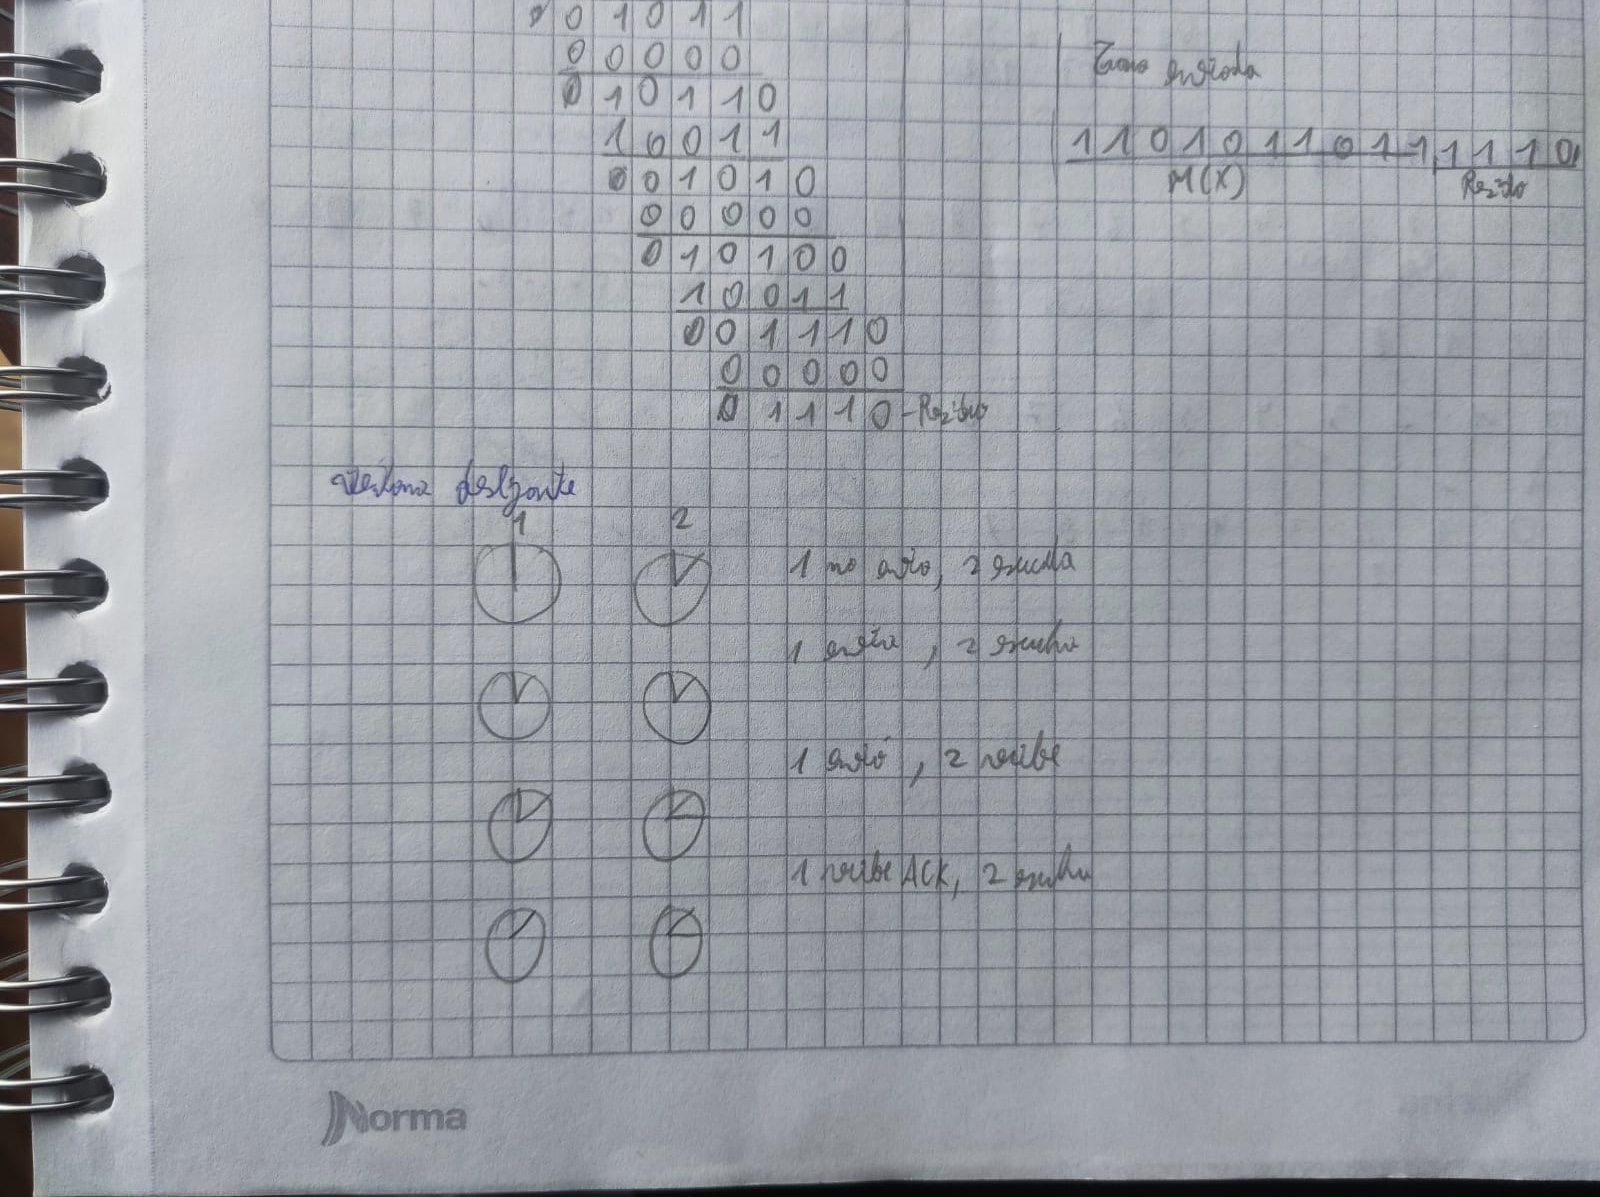 0 0 1 0 1 1
0 0 0 0 0
0 1 0 1 1 0
1 0 0 1 1
0 0 1 0 1 0
0 0 0 0 0
0 1 0 1 0 0
1 0 0 1 1
0 0 1 1 1 0
0 0 0 0 0
0 1 1 1 0 - Residuo
Trama enviada
1 1 0 1 0 1 1 0 1 1 1 1 1 0
M(X) Residuo
Ventana deslizante
1 2
1 no envia, 2 escucha
1 envia, 2 escucha
1 envió, 2 recibe
1 recibe ACK, 2 escucha
Norma